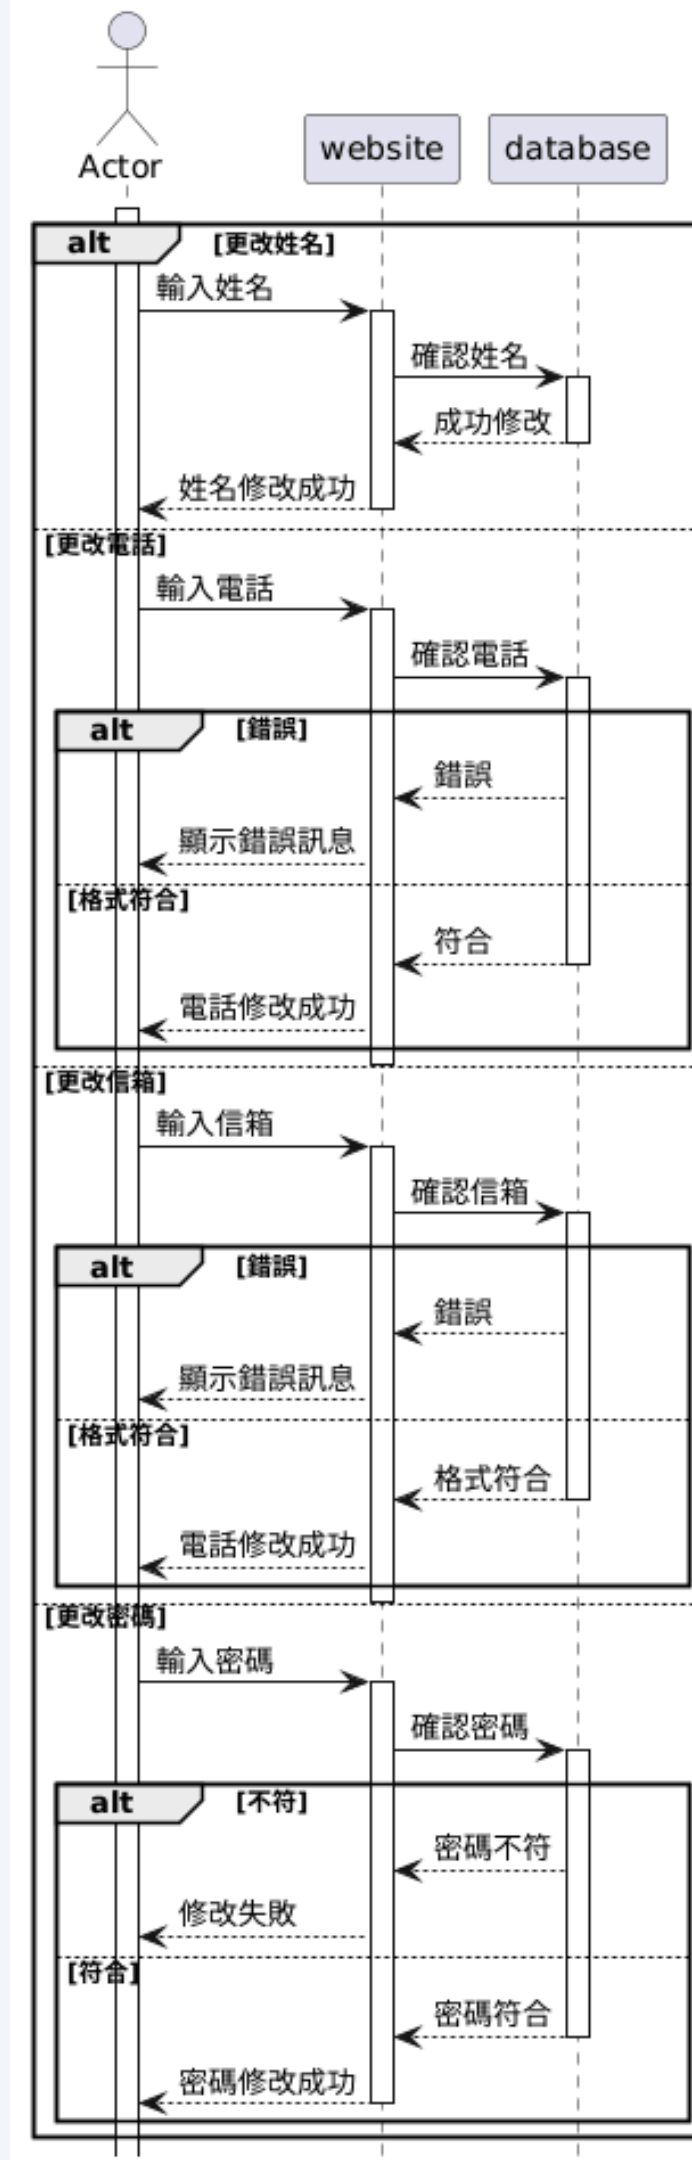 Actor
website
database
alt
[更改姓名]
輸入姓名
確認姓名
成功修改
姓名修改成功
[更改電話]
輸入電話
確認電話
alt
[錯誤]
錯誤
顯示錯誤訊息
[格式符合]
符合
電話修改成功
[更改信箱]
輸入信箱
確認信箱
alt
[錯誤]
錯誤
顯示錯誤訊息
[格式符合]
格式符合
電話修改成功
[更改密碼]
輸入密碼
確認密碼
alt
[不符]
密碼不符
修改失敗
[符合]
密碼符合
密碼修改成功